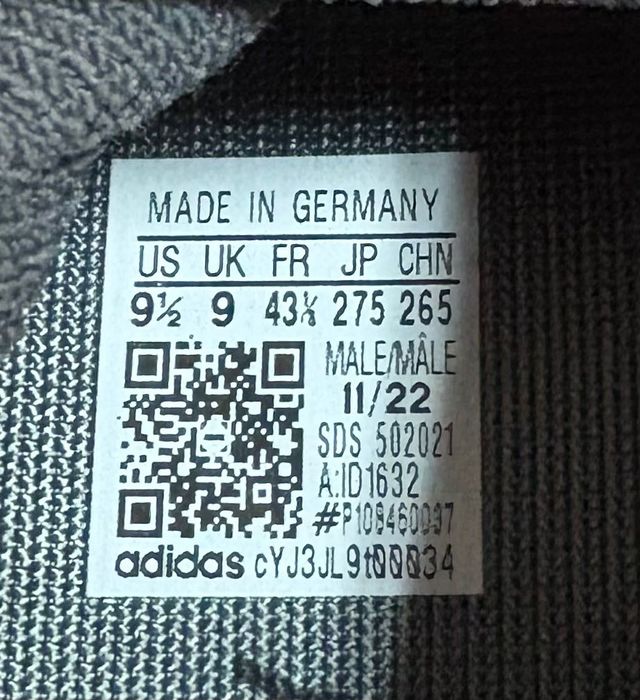 MADE IN GERMANY
US UK FR JP CHN
9½ 9 43⅓ 275 265
MALE/MÂLE
11/22
SDS 502021
A:ID1632
#P108460037
adidas